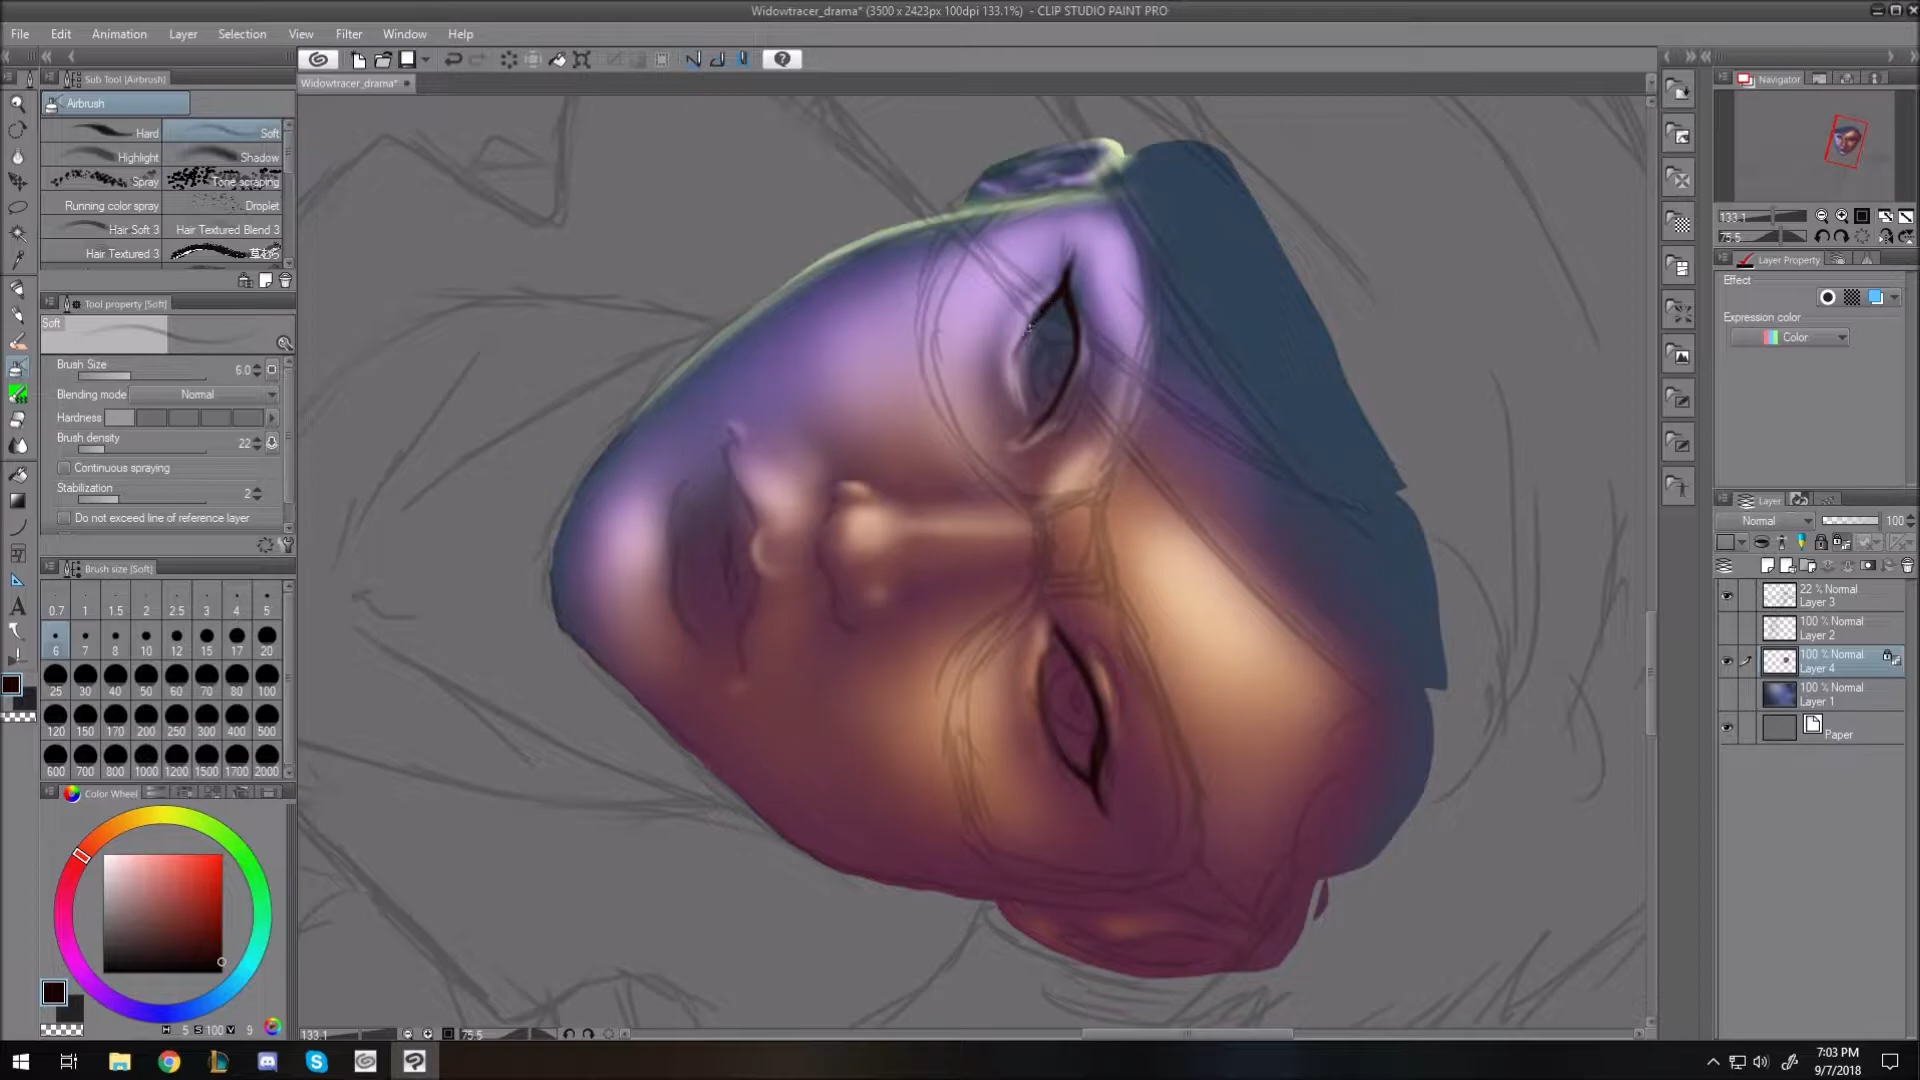 Widowtracer_drama* (3500 x 2423px 100dpi 133.1%) - CLIP STUDIO PAINT PRO
File Edit Animation Layer Selection View Filter Window Help
Sub Tool [Airbrush]
Widowtracer_drama*
Navigator
Airbrush
Hard Soft
Highlight Shadow
Spray Tone scraping
Running color spray Droplet
Hair Soft 3 Hair Textured Blend 3
Hair Textured 3
133.1
75.5
Layer Property
Effect
Expression color
Color
Tool property [Soft]
Soft
Brush Size 6.0
Blending mode Normal
Hardness
Brush density 22
Continuous spraying
Stabilization 2
Do not exceed line of reference layer
Layer
Normal 100
Brush size [Soft]
0.7 1 1.5 2 2.5 3 4 5
6 7 8 10 12 15 17 20
25 30 40 50 60 70 80 100
120 150 170 200 250 300 400 500
600 700 800 1000 1200 1500 1700 2000
22 % Normal
Layer 3
100 % Normal
Layer 2
100 % Normal
Layer 4
100 % Normal
Layer 1
Paper
Color Wheel
H 5 S 100 V 9
133.1 75.5
7:03 PM
9/7/2018